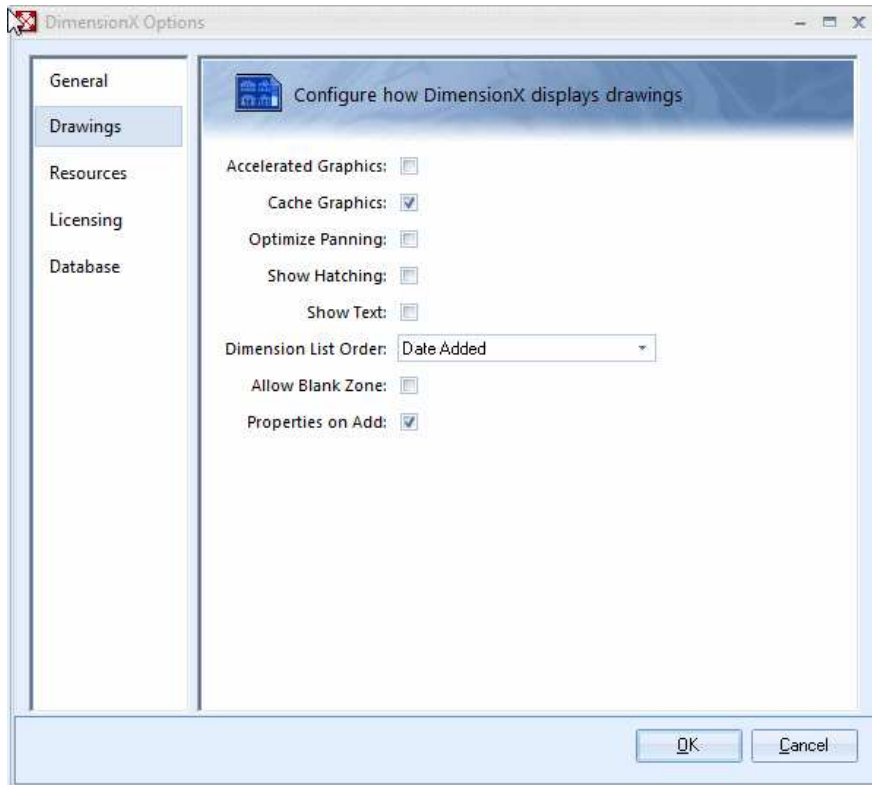 DimensionX Options
General
Drawings
Resources
Licensing
Database
Configure how DimensionX displays drawings
Accelerated Graphics:
Cache Graphics:
Optimize Panning:
Show Hatching:
Show Text:
Dimension List Order: Date Added
Allow Blank Zone:
Properties on Add:
OK Cancel